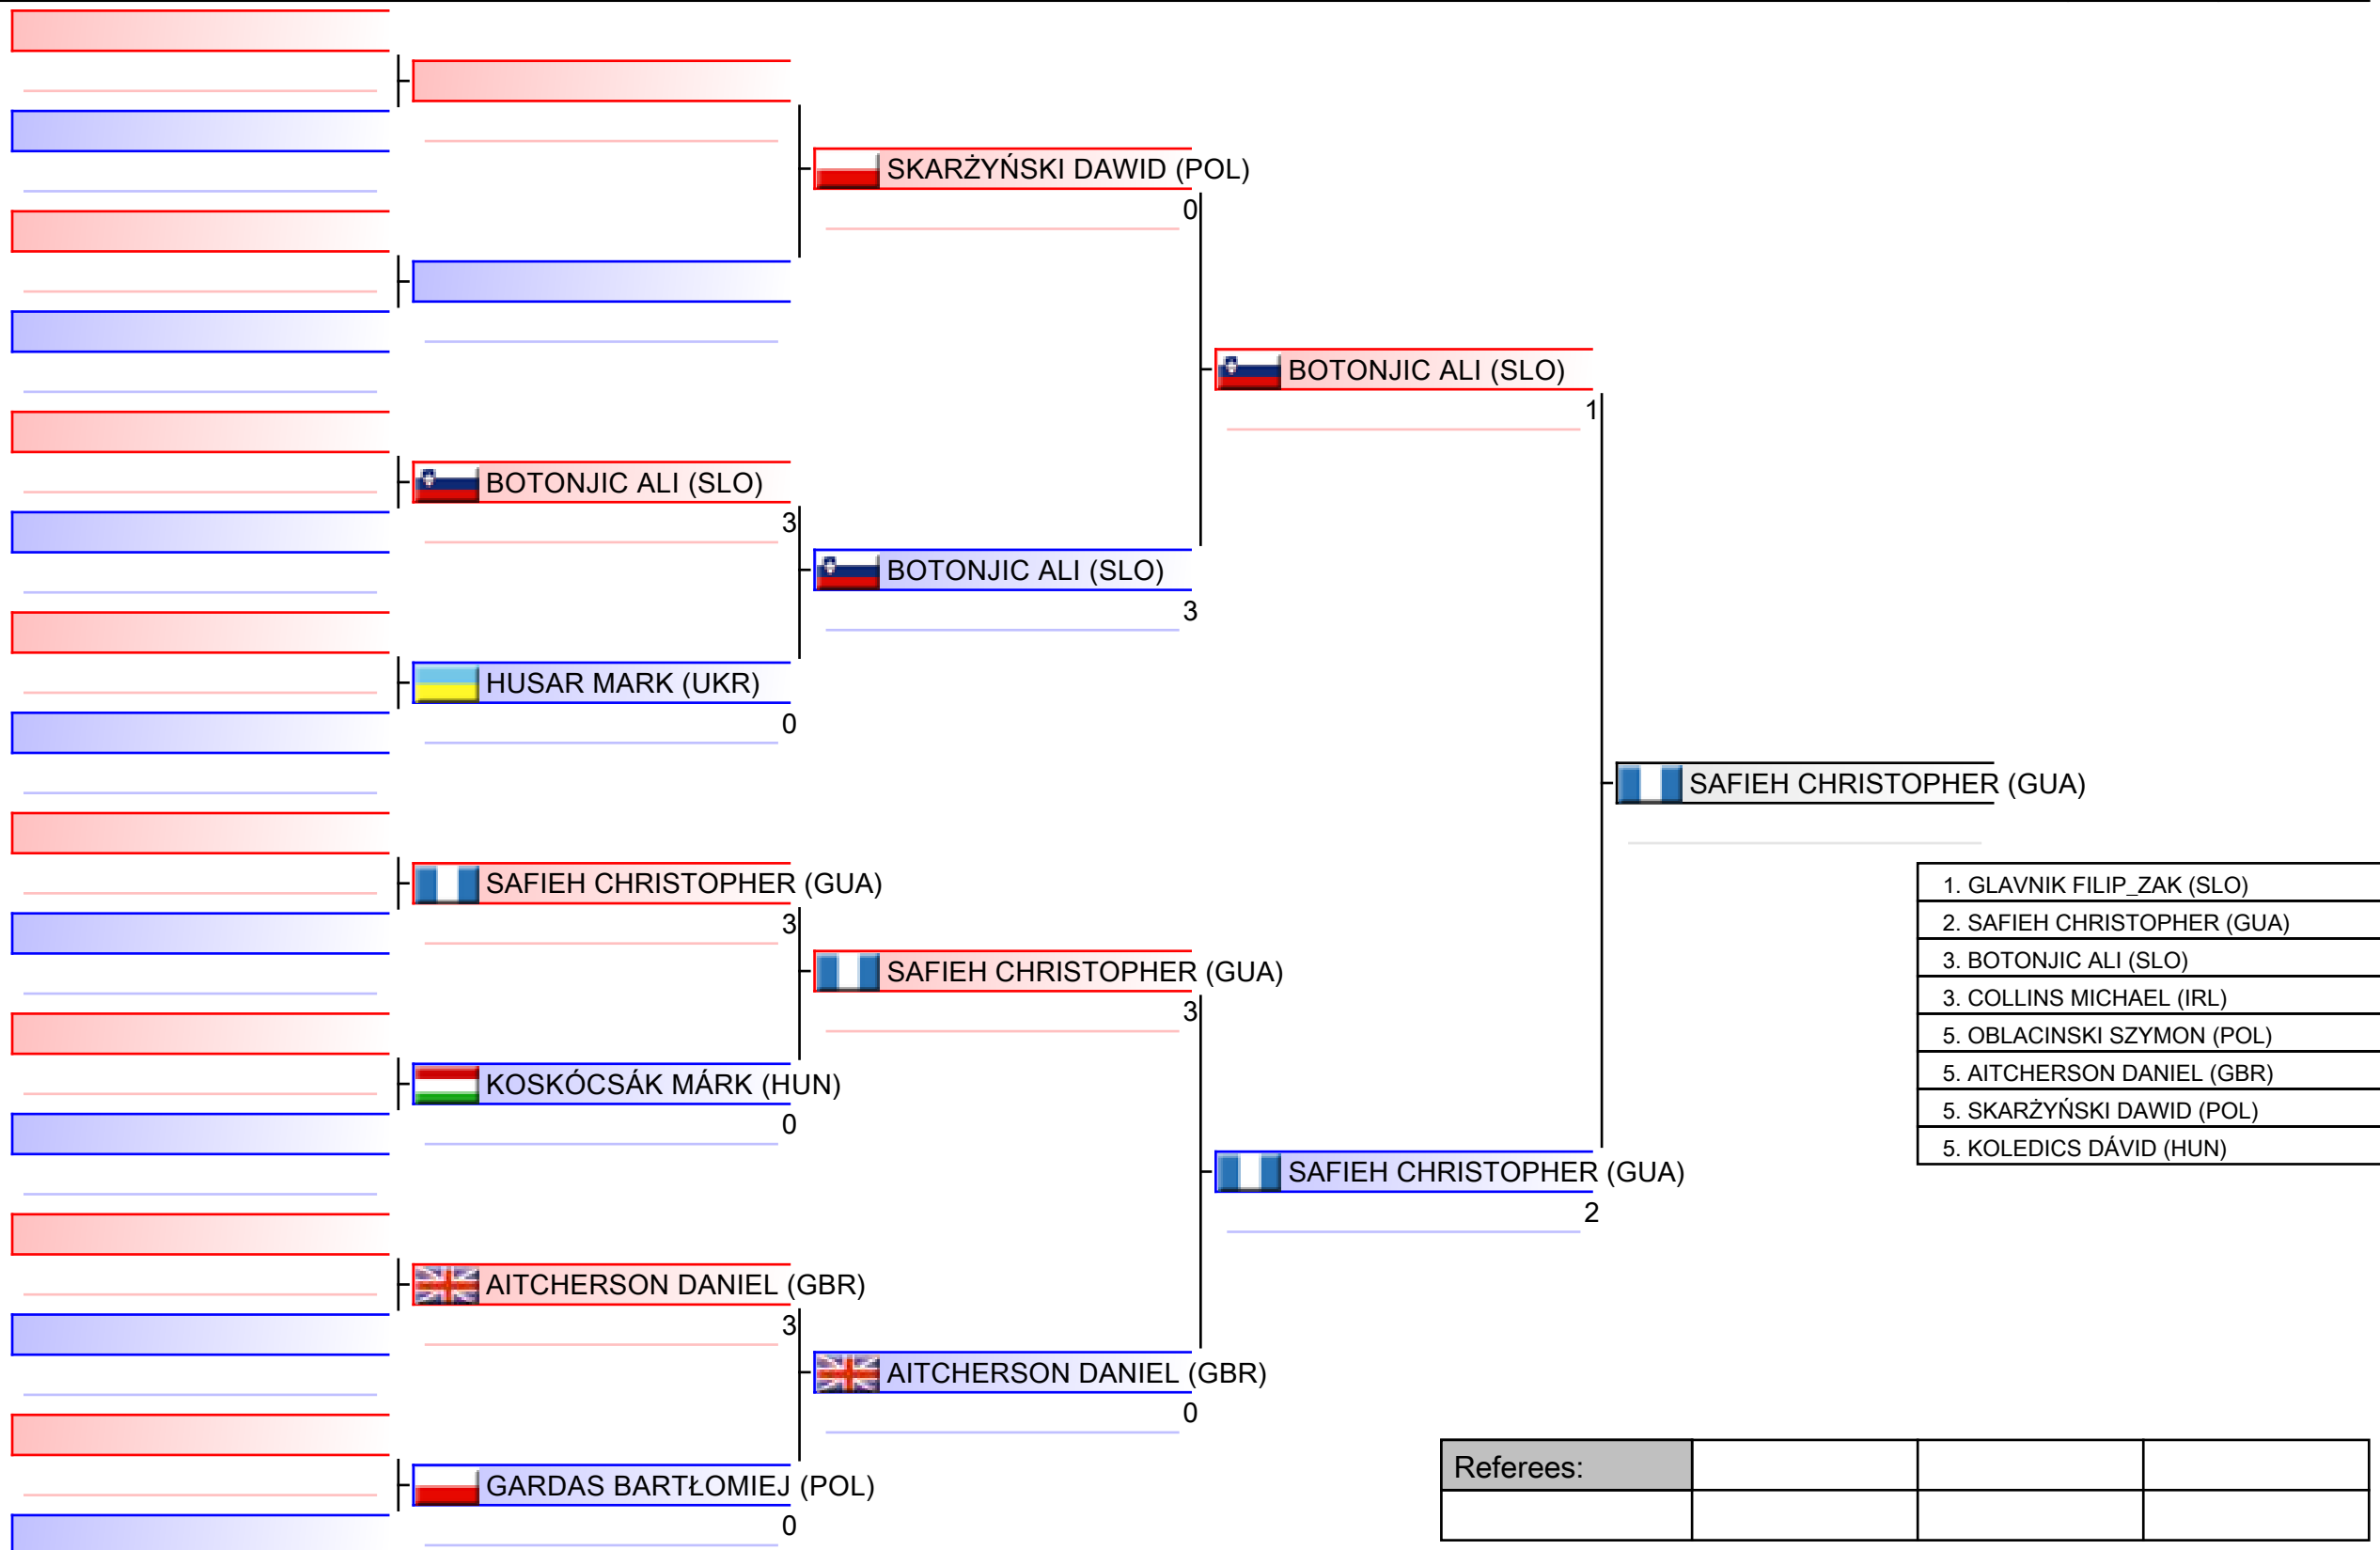 SKARŻYŃSKI DAWID (POL)
0
BOTONJIC ALI (SLO)
1
BOTONJIC ALI (SLO)
3
BOTONJIC ALI (SLO)
3
HUSAR MARK (UKR)
0
SAFIEH CHRISTOPHER (GUA)
SAFIEH CHRISTOPHER (GUA)
3
SAFIEH CHRISTOPHER (GUA)
3
KOSKÓCSÁK MÁRK (HUN)
0
SAFIEH CHRISTOPHER (GUA)
2
AITCHERSON DANIEL (GBR)
3
AITCHERSON DANIEL (GBR)
0
GARDAS BARTŁOMIEJ (POL)
0
1. GLAVNIK FILIP_ZAK (SLO)
2. SAFIEH CHRISTOPHER (GUA)
3. BOTONJIC ALI (SLO)
3. COLLINS MICHAEL (IRL)
5. OBLACINSKI SZYMON (POL)
5. AITCHERSON DANIEL (GBR)
5. SKARŻYŃSKI DAWID (POL)
5. KOLEDICS DÁVID (HUN)
Referees: